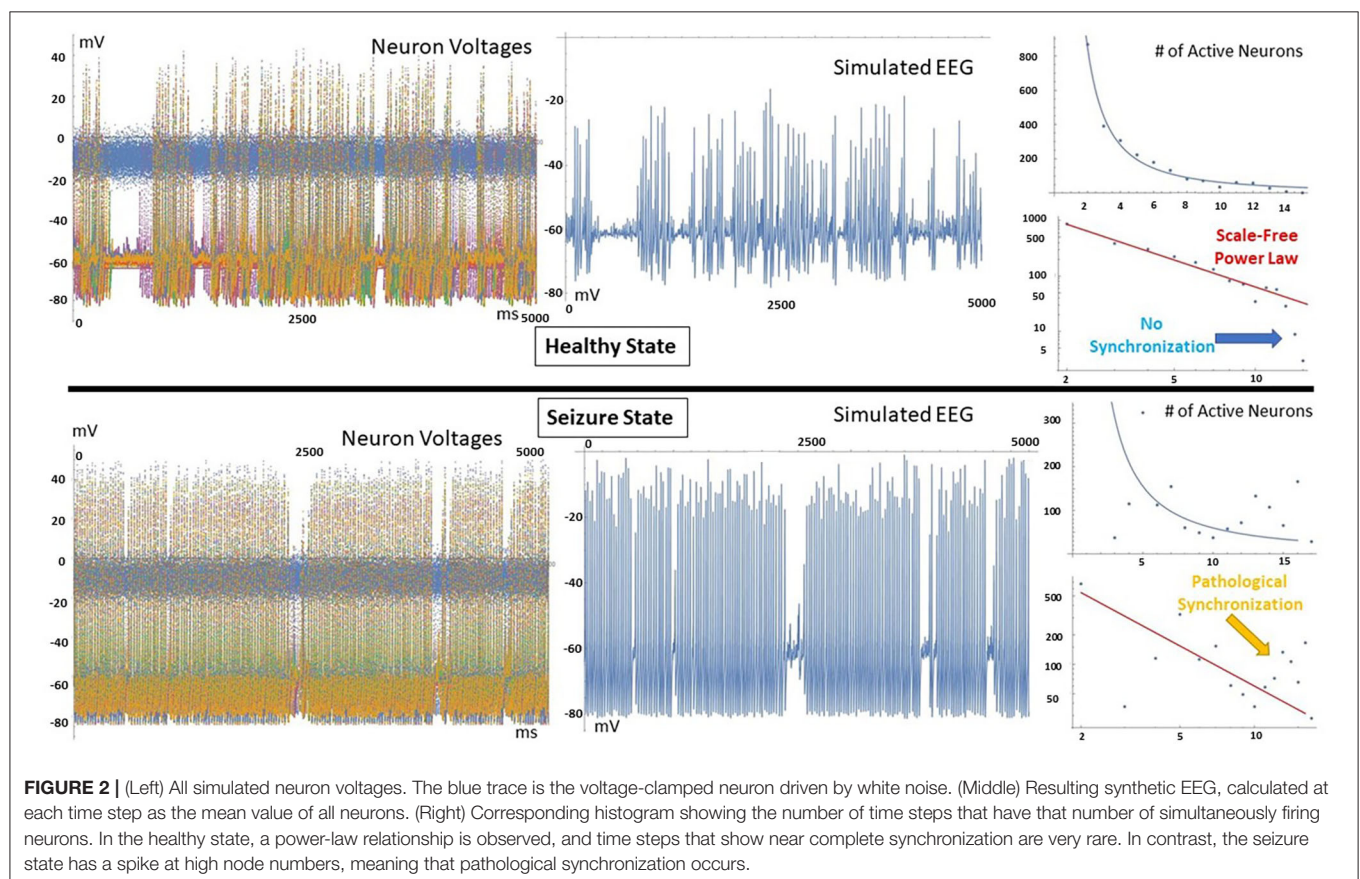 mV
Neuron Voltages
40
20
0
-20
-40
-60
-80
0
2500
ms
5000
Simulated EEG
-20
-40
-60
-80
mV
2500
5000
# of Active Neurons
800
600
400
200
2 4 6 8 10 12 14
1000
500
100
50
10
5
2 5 10
Scale-Free
Power Law
No
Synchronization
Healthy State
Seizure State
mV
Neuron Voltages
0 2500 5000
40
20
0
-20
-40
-60
-80
ms
Simulated EEG
0 2500 5000
-20
-40
-60
-80
mV
# of Active Neurons
300
200
100
5 10 15
500
200
100
50
2 5 10
Pathological
Synchronization
FIGURE 2 | (Left) All simulated neuron voltages. The blue trace is the voltage-clamped neuron driven by white noise. (Middle) Resulting synthetic EEG, calculated at
each time step as the mean value of all neurons. (Right) Corresponding histogram showing the number of time steps that have that number of simultaneously firing
neurons. In the healthy state, a power-law relationship is observed, and time steps that show near complete synchronization are very rare. In contrast, the seizure
state has a spike at high node numbers, meaning that pathological synchronization occurs.